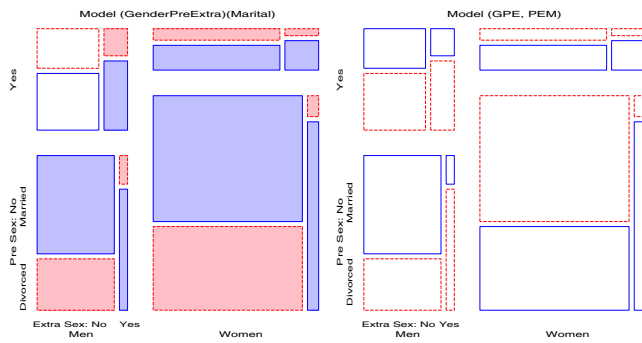 Model (GenderPreExtra)(Marital)
Yes
Pre Sex: No
Divorced Married
Extra Sex: No Yes
Men Women
Model (GPE, PEM)
Yes
Pre Sex: No
Divorced Married
Extra Sex: No Yes
Men Women